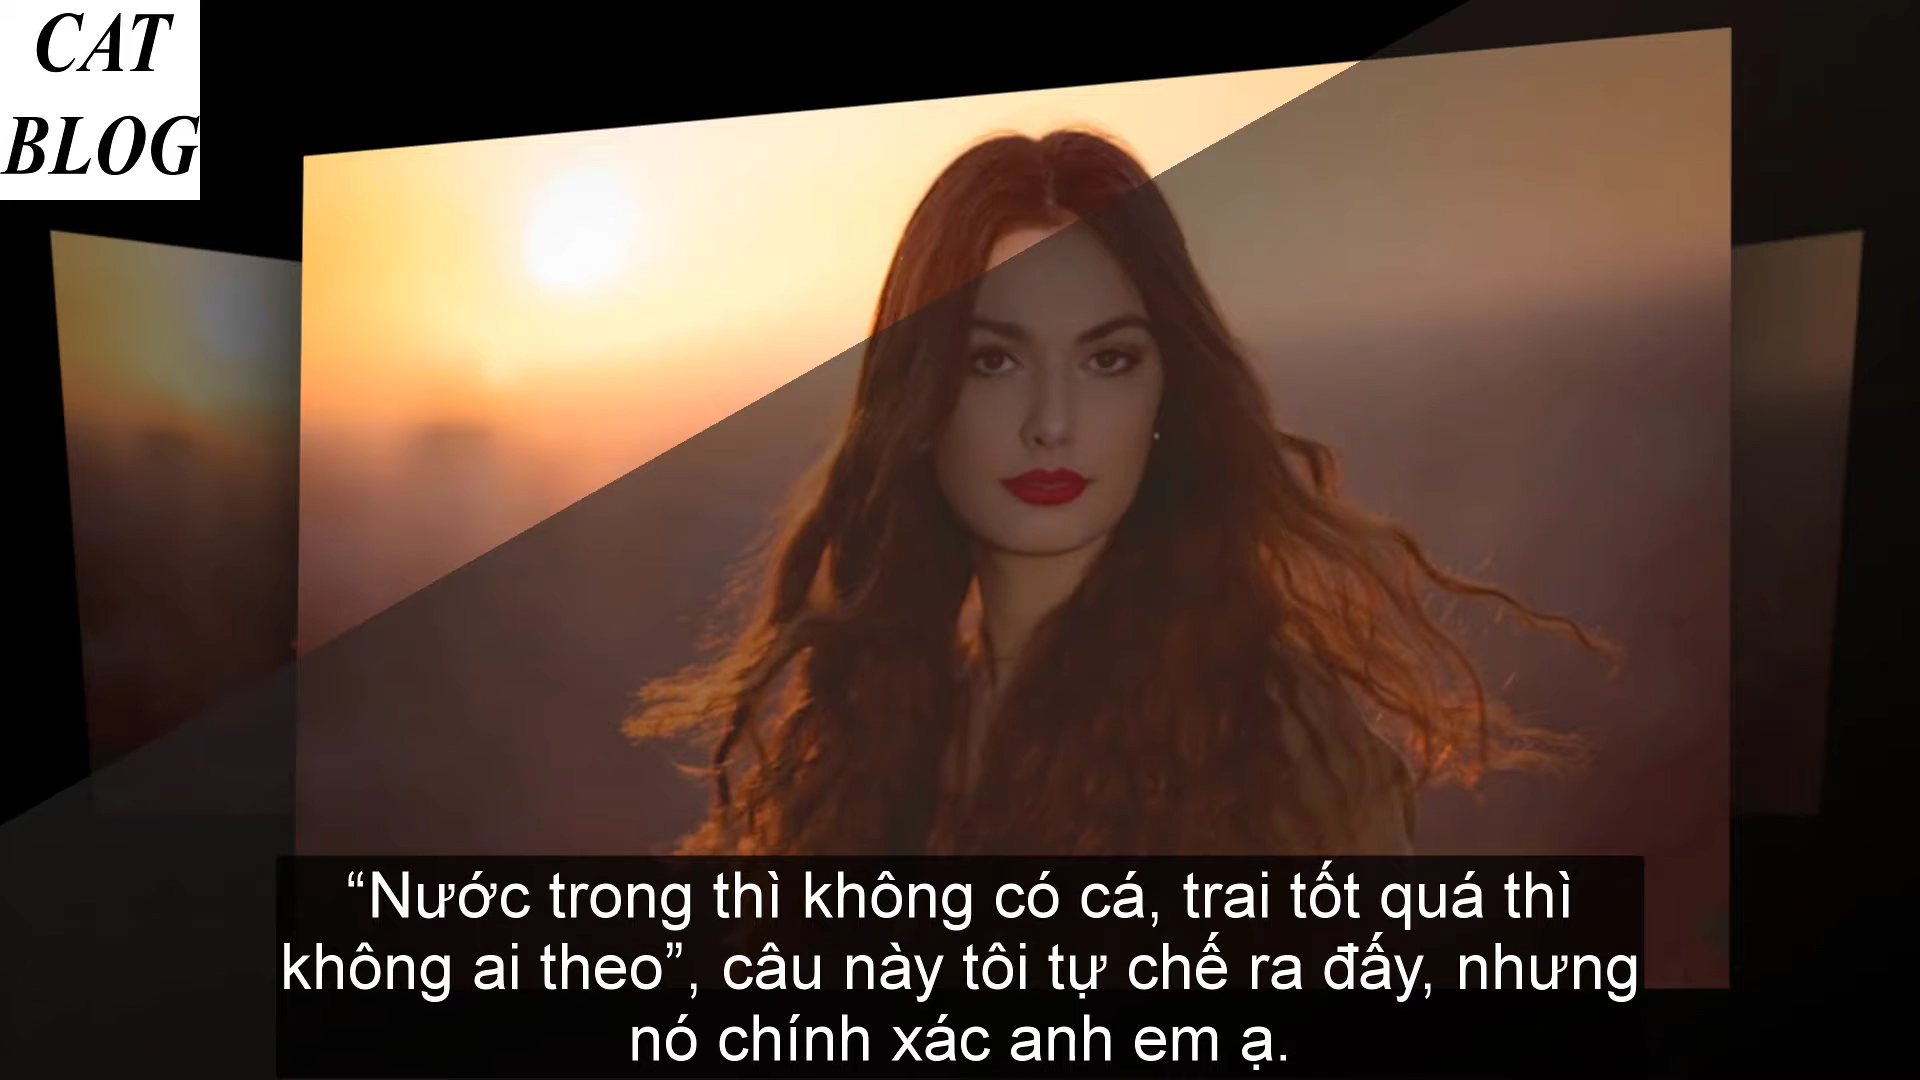 CAT
BLOG
“Nước trong thì không có cá, trai tốt quá thì
không ai theo”, câu này tôi tự chế ra đấy, nhưng
nó chính xác anh em ạ.